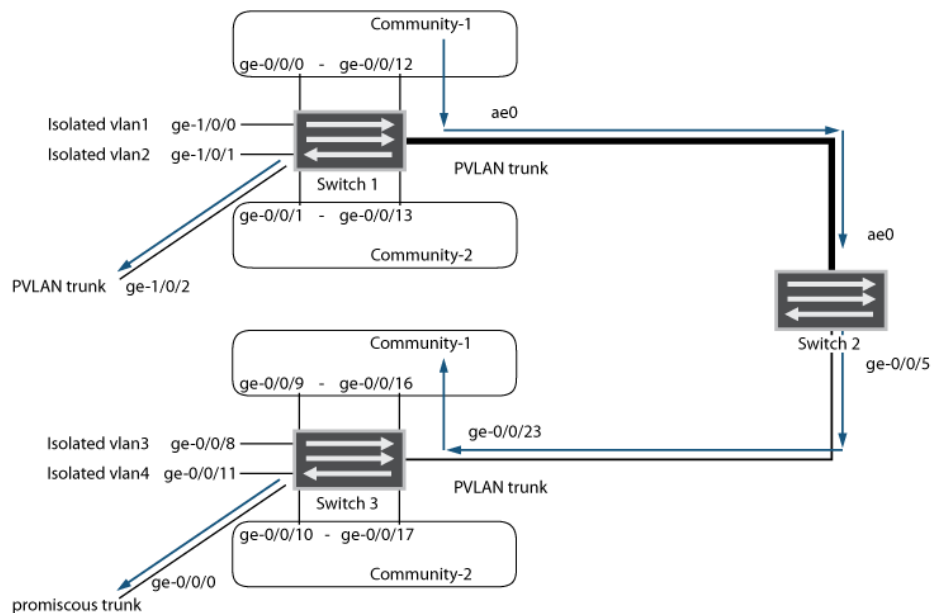 Community-1
ge-0/0/0 - ge-0/0/12
ae0
Isolated vlan1 ge-1/0/0
Isolated vlan2 ge-1/0/1
PVLAN trunk
Switch 1
ge-0/0/1 - ge-0/0/13
ae0
Community-2
PVLAN trunk ge-1/0/2
Switch 2
Community-1
ge-0/0/5
ge-0/0/9 - ge-0/0/16
ge-0/0/23
Isolated vlan3 ge-0/0/8
Isolated vlan4 ge-0/0/11
PVLAN trunk
Switch 3
ge-0/0/10 - ge-0/0/17
Community-2
ge-0/0/0
promiscous trunk